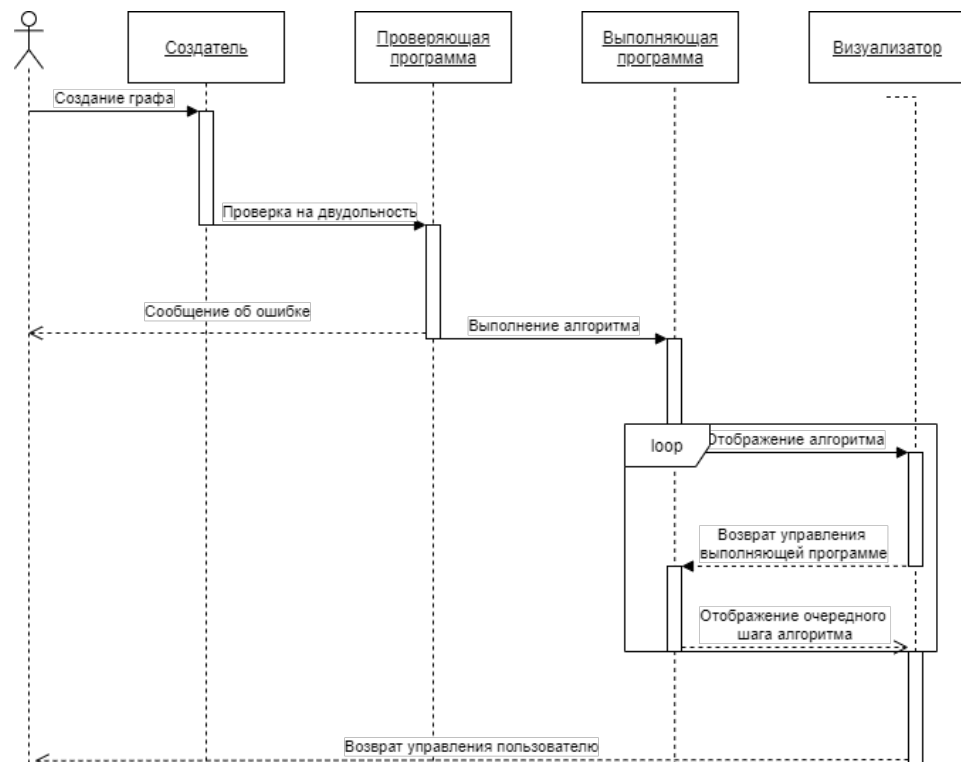 Создатель
Проверяющая
программа
Выполняющая
программа
Визуализатор
Создание графа
Проверка на двудольность
Сообщение об ошибке
Выполнение алгоритма
loop
Отображение алгоритма
Возврат управления
выполняющей программе
Отображение очередного
шага алгоритма
Возврат управления пользователю